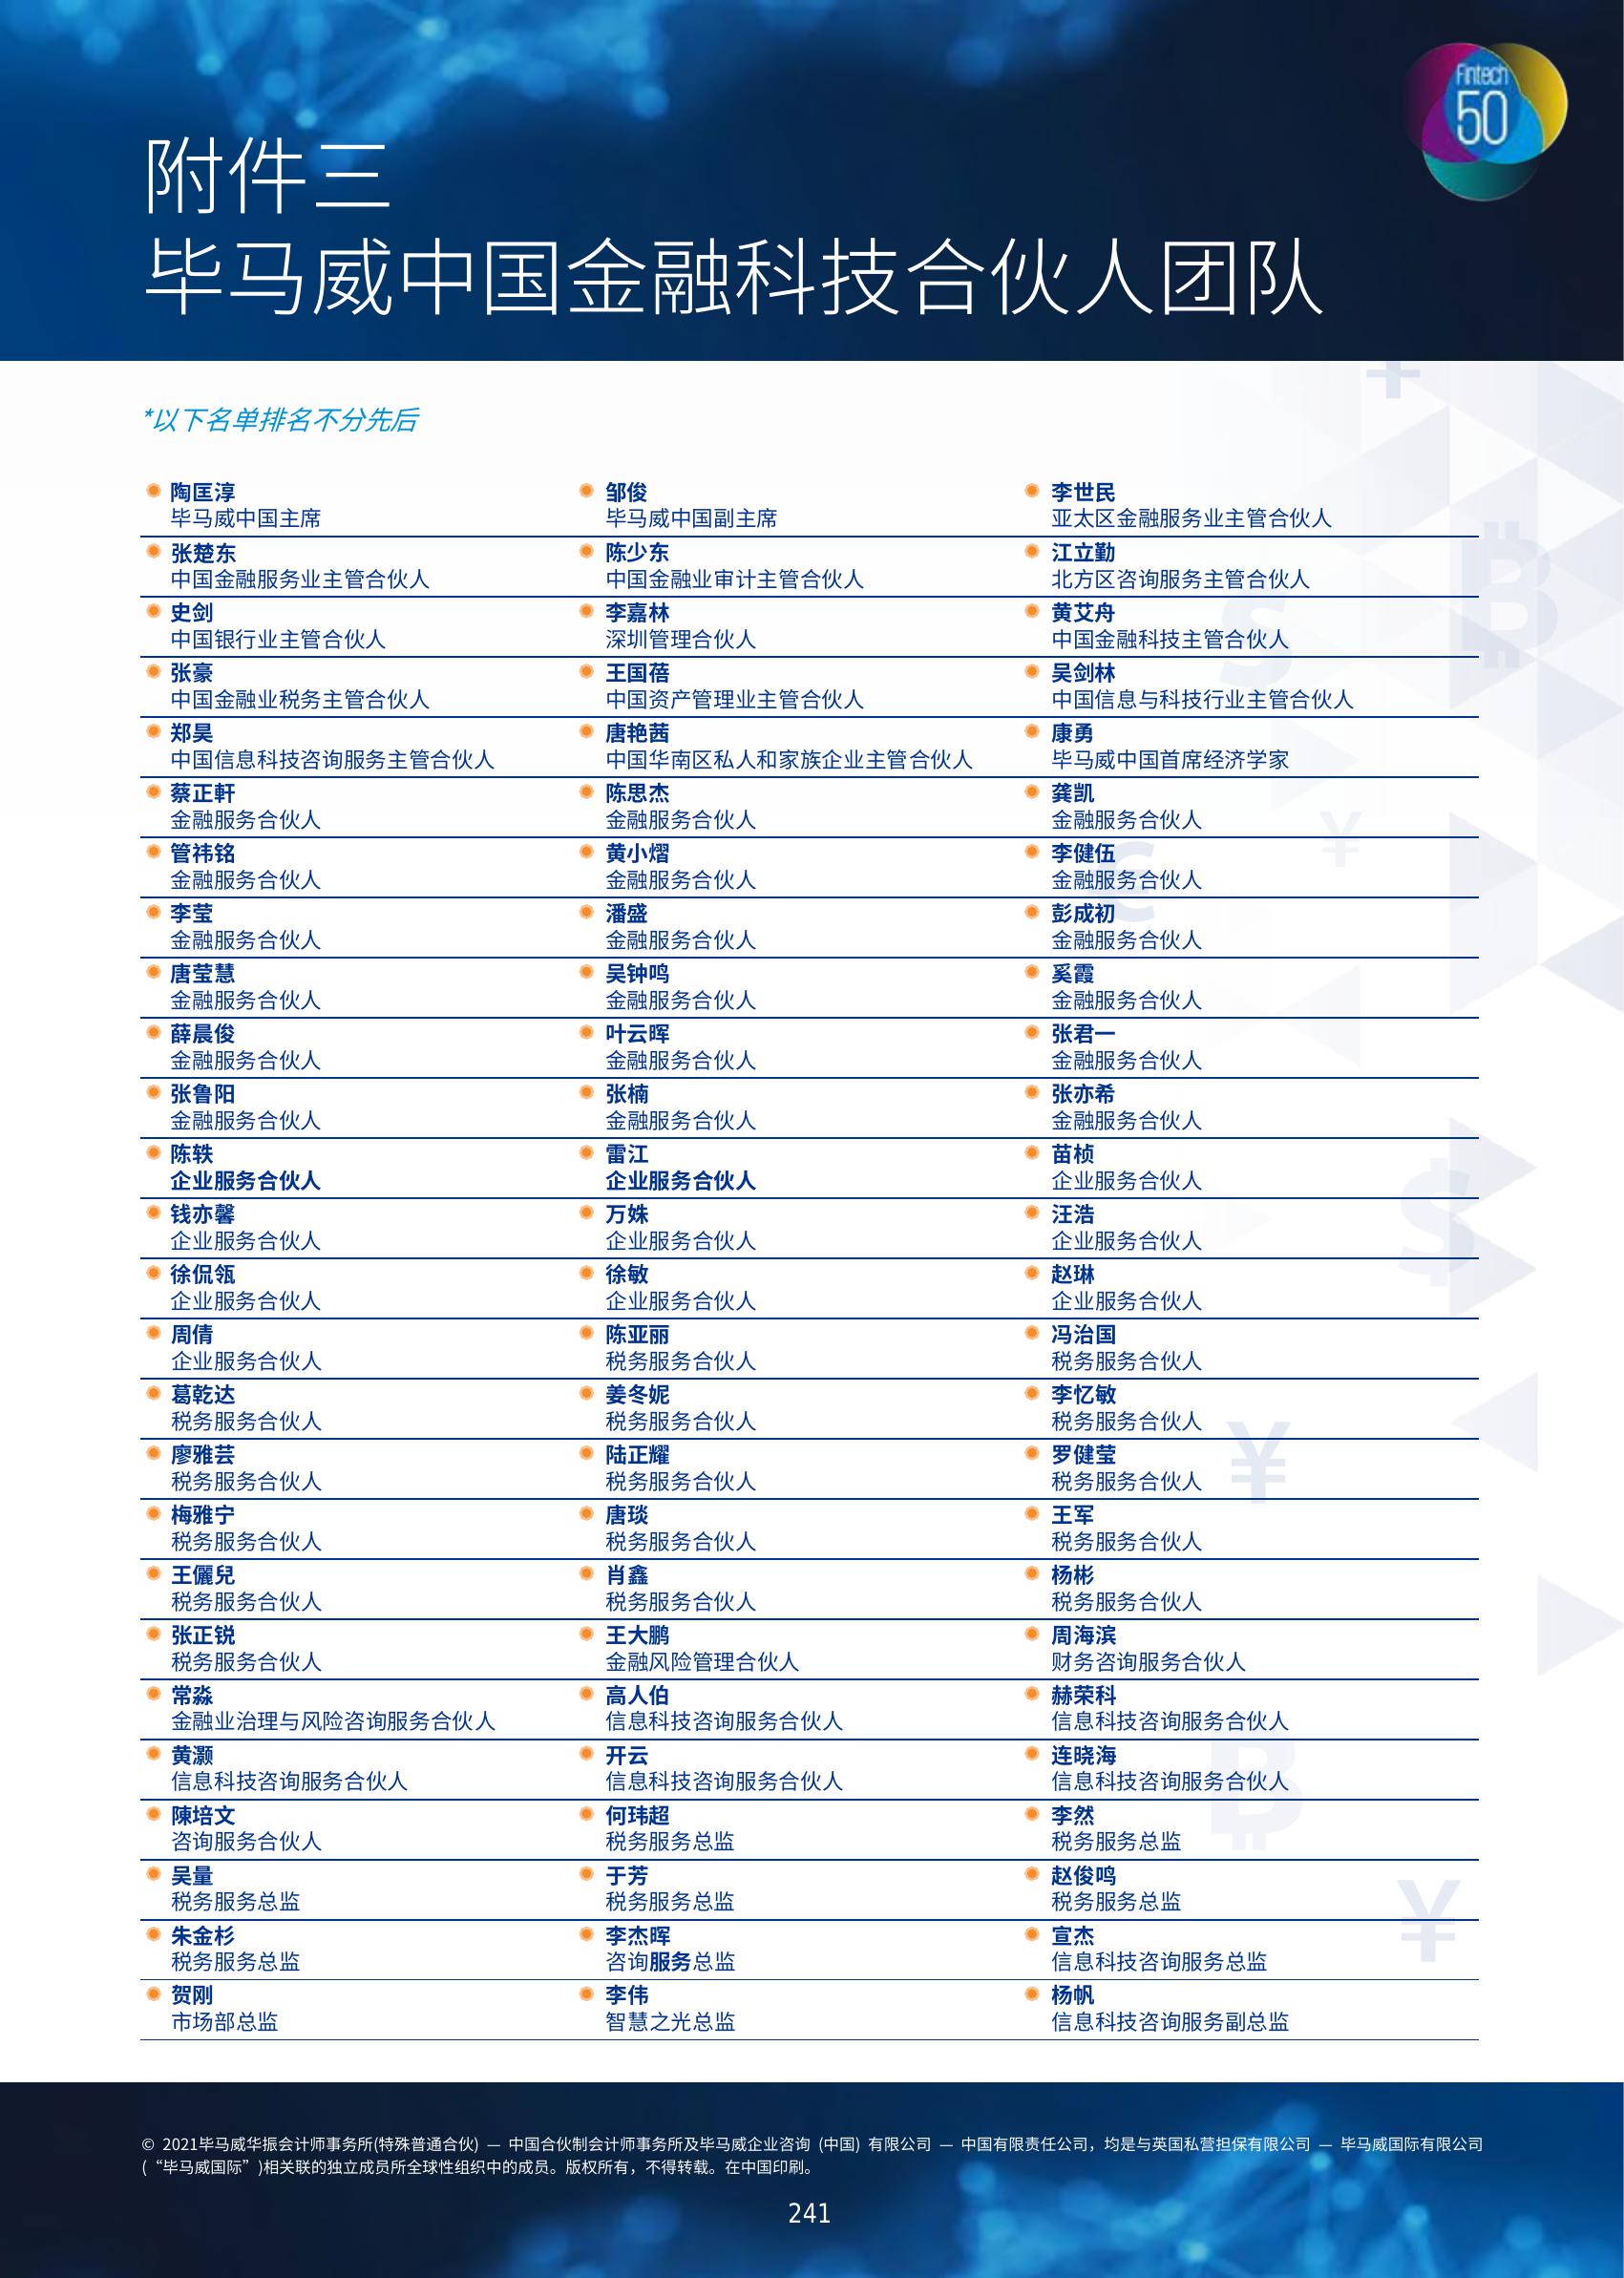 Fintech
50
附件三
毕马威中国金融科技合伙人团队
*以下名单排名不分先后
陶匡淳 邹俊 李世民
毕马威中国主席 毕马威中国副主席 亚太区金融服务业主管合伙人
张楚东 陈少东 江立勤
中国金融服务业主管合伙人 中国金融业审计主管合伙人 北方区咨询服务主管合伙人
史剑 李嘉林 黄艾舟
中国银行业主管合伙人 深圳管理合伙人 中国金融科技主管合伙人
张豪 王国蓓 吴剑林
中国金融业税务主管合伙人 中国资产管理业主管合伙人 中国信息与科技行业主管合伙人
郑昊 唐艳茜 康勇
中国信息科技咨询服务主管合伙人 中国华南区私人和家族企业主管合伙人 毕马威中国首席经济学家
蔡正軒 陈思杰 龚凯
金融服务合伙人 金融服务合伙人 金融服务合伙人
管祎铭 黄小熠 李健伍
金融服务合伙人 金融服务合伙人 金融服务合伙人
李莹 潘盛 彭成初
金融服务合伙人 金融服务合伙人 金融服务合伙人
唐莹慧 吴钟鸣 奚霞
金融服务合伙人 金融服务合伙人 金融服务合伙人
薛晨俊 叶云晖 张君一
金融服务合伙人 金融服务合伙人 金融服务合伙人
张鲁阳 张楠 张亦希
金融服务合伙人 金融服务合伙人 金融服务合伙人
陈轶 雷江 苗桢
企业服务合伙人 企业服务合伙人 企业服务合伙人
钱亦馨 万姝 汪浩
企业服务合伙人 企业服务合伙人 企业服务合伙人
徐侃瓴 徐敏 赵琳
企业服务合伙人 企业服务合伙人 企业服务合伙人
周倩 陈亚丽 冯治国
企业服务合伙人 税务服务合伙人 税务服务合伙人
葛乾达 姜冬妮 李忆敏
税务服务合伙人 税务服务合伙人 税务服务合伙人
廖雅芸 陆正耀 罗健莹
税务服务合伙人 税务服务合伙人 税务服务合伙人
梅雅宁 唐琰 王军
税务服务合伙人 税务服务合伙人 税务服务合伙人
王儷兒 肖鑫 杨彬
税务服务合伙人 税务服务合伙人 税务服务合伙人
张正锐 王大鹏 周海滨
税务服务合伙人 金融风险管理合伙人 财务咨询服务合伙人
常淼 高人伯 赫荣科
金融业治理与风险咨询服务合伙人 信息科技咨询服务合伙人 信息科技咨询服务合伙人
黄灏 开云 连晓海
信息科技咨询服务合伙人 信息科技咨询服务合伙人 信息科技咨询服务合伙人
陳培文 何玮超 李然
咨询服务合伙人 税务服务总监 税务服务总监
吴量 于芳 赵俊鸣
税务服务总监 税务服务总监 税务服务总监
朱金杉 李杰晖 宣杰
税务服务总监 咨询服务总监 信息科技咨询服务总监
贺刚 李伟 杨帆
市场部总监 智慧之光总监 信息科技咨询服务副总监
© 2021毕马威华振会计师事务所(特殊普通合伙) — 中国合伙制会计师事务所及毕马威企业咨询 (中国) 有限公司 — 中国有限责任公司，均是与英国私营担保有限公司 — 毕马威国际有限公司
(“毕马威国际”)相关联的独立成员所全球性组织中的成员。版权所有，不得转载。在中国印刷。
241